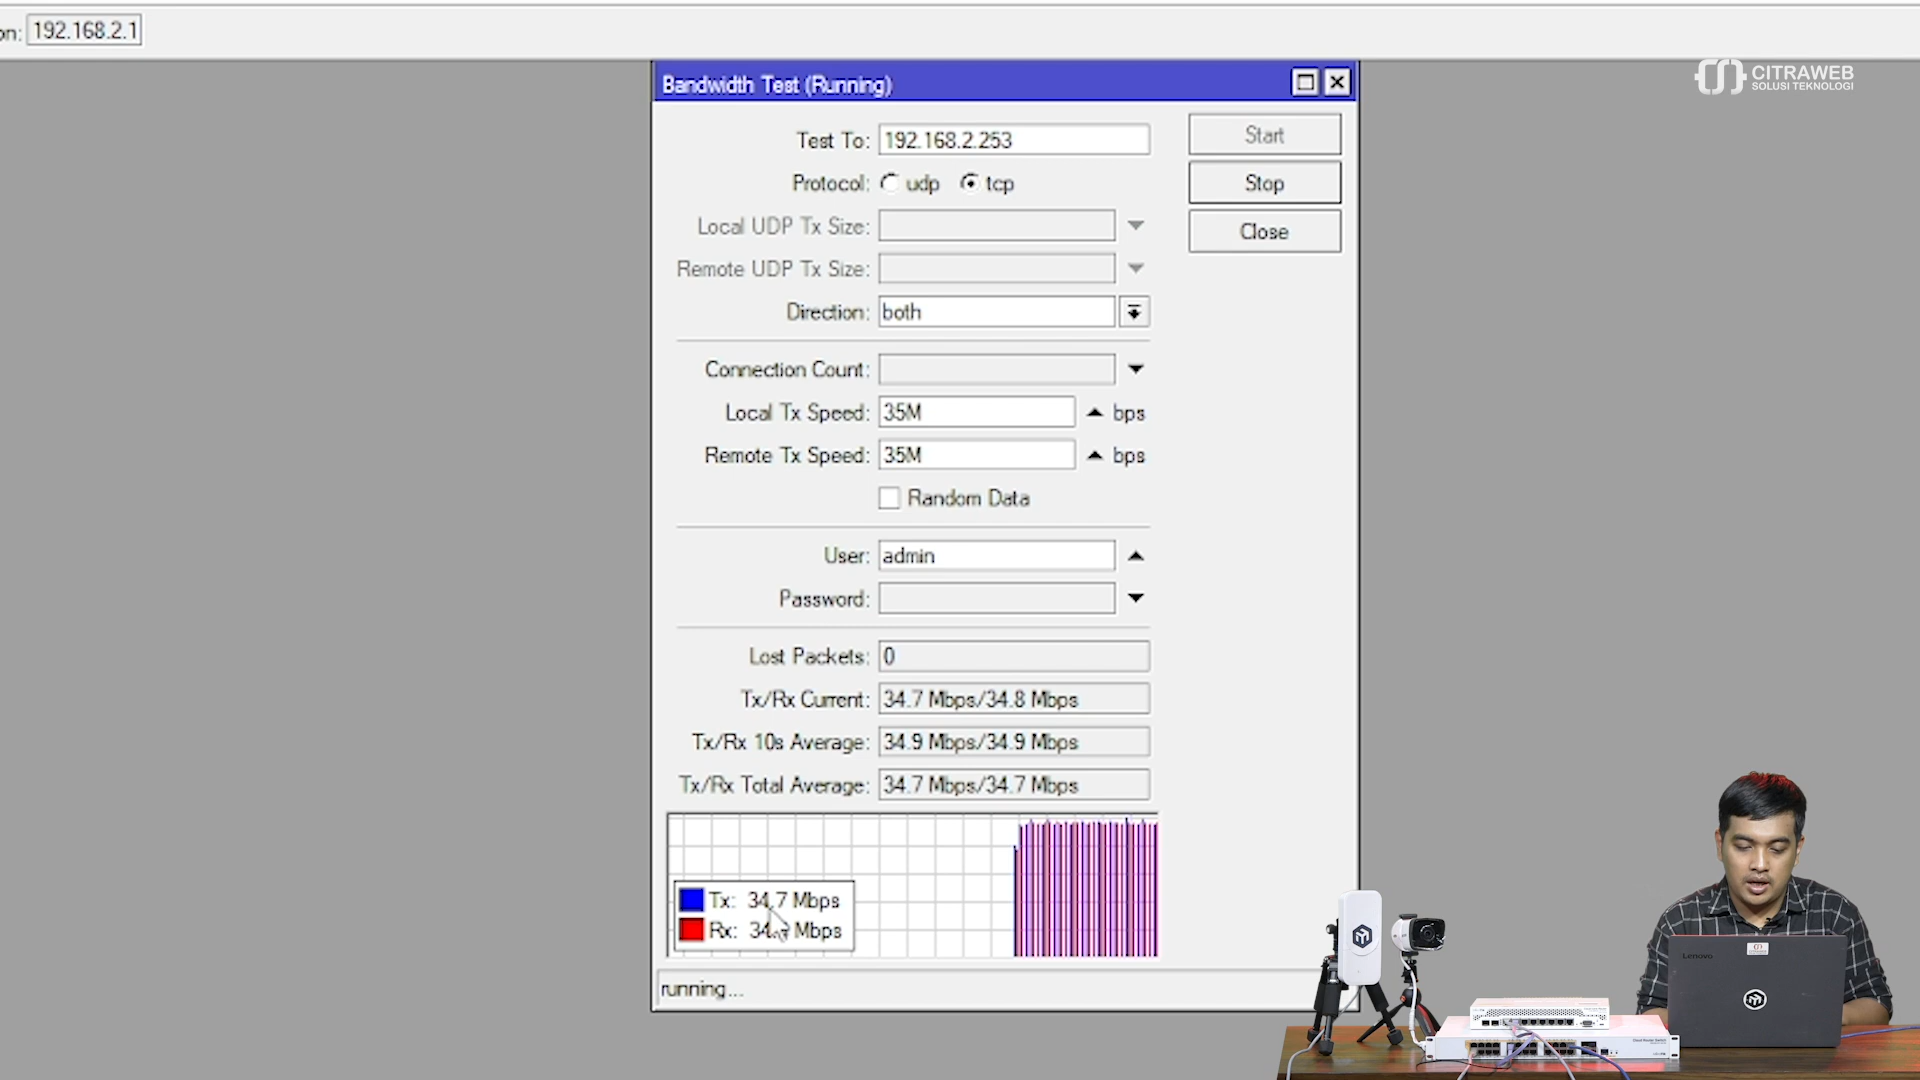 on: 192.168.2.1
Bandwidth Test (Running)
CITRAWEB
SOLUSI TEKNOLOGI
Test To: 192.168.2.253
Start
Protocol: udp tcp
Stop
Local UDP Tx Size:
Close
Remote UDP Tx Size:
Direction: both
Connection Count:
Local Tx Speed: 35M bps
Remote Tx Speed: 35M bps
Random Data
User: admin
Password:
Lost Packets: 0
Tx/Rx Current: 34.7 Mbps/34.8 Mbps
Tx/Rx 10s Average: 34.9 Mbps/34.9 Mbps
Tx/Rx Total Average: 34.7 Mbps/34.7 Mbps
Tx: 34.7 Mbps
Rx: Mbps
running...
Lenovo